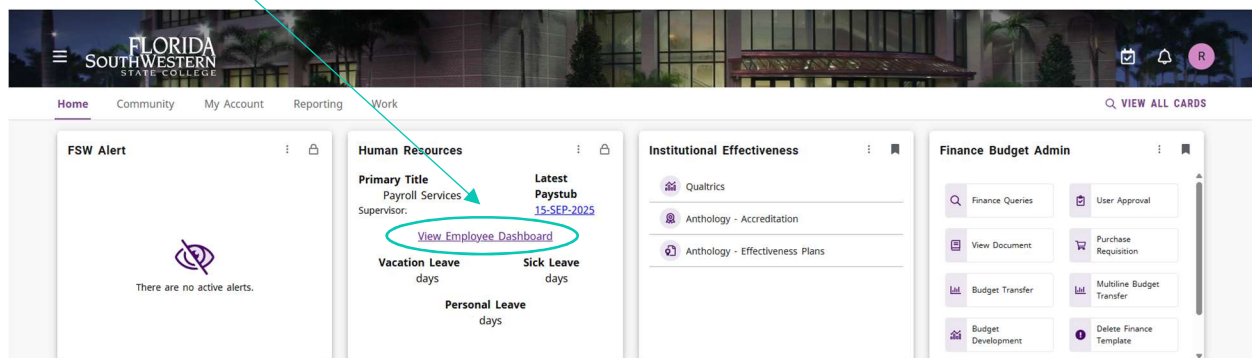 FLORIDA
SOUTHWESTERN
STATE COLLEGE
R
Home Community My Account Reporting Work
VIEW ALL CARDS
FSW Alert
There are no active alerts.
Human Resources
Primary Title
Payroll Services
Supervisor:
Latest
Paystub
15-SEP-2025
View Employee Dashboard
Vacation Leave
days
Sick Leave
days
Personal Leave
days
Institutional Effectiveness
Qualtrics
Anthology - Accreditation
Anthology - Effectiveness Plans
Finance Budget Admin
Finance Queries
User Approval
View Document
Purchase
Requisition
Budget Transfer
Multiline Budget
Transfer
Budget
Development
Delete Finance
Template